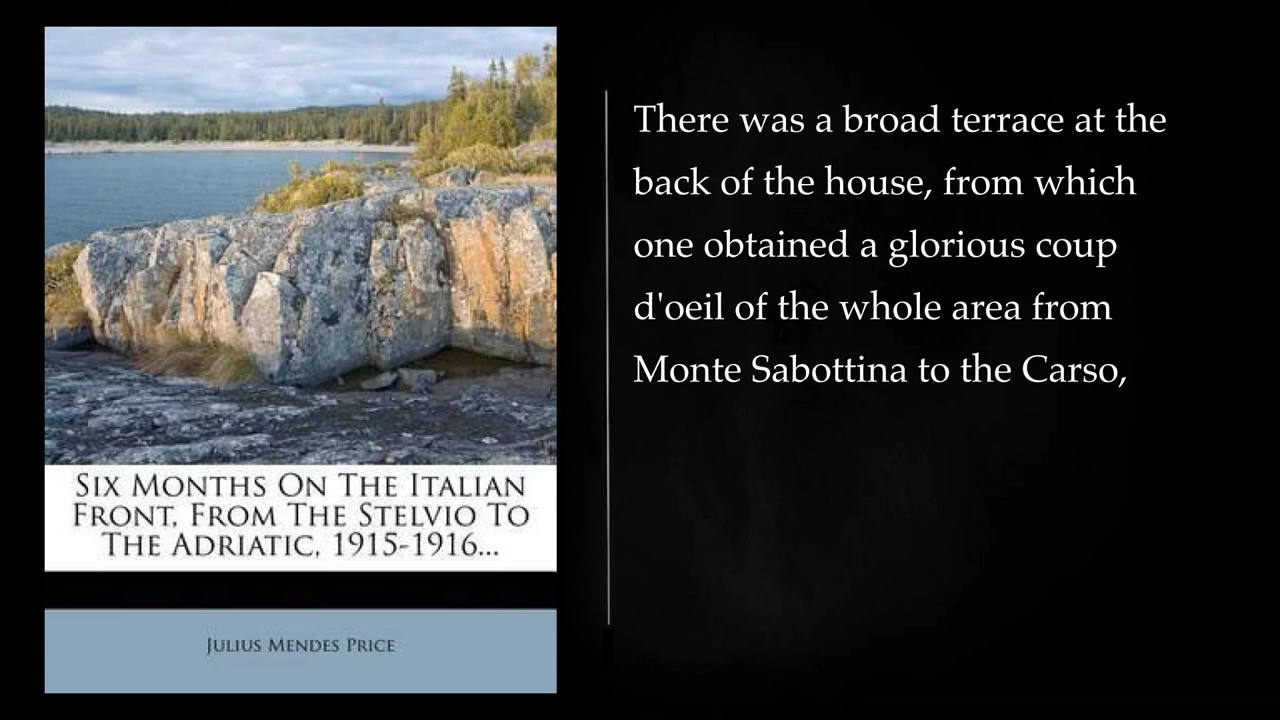 Six Months On The Italian
Front, From The Stelvio To
The Adriatic, 1915-1916...
Julius Mendes Price
There was a broad terrace at the
back of the house, from which
one obtained a glorious coup
d'oeil of the whole area from
Monte Sabottina to the Carso,